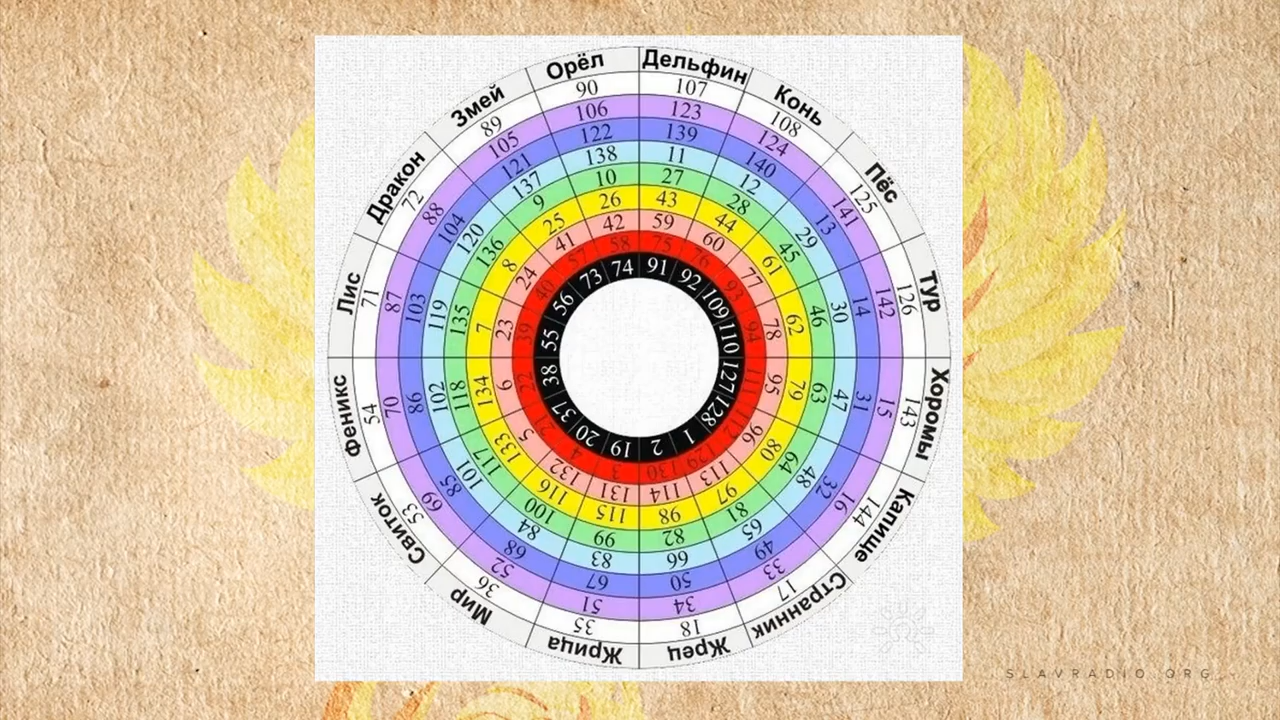 Дельфин Конь Пёс Тур Хоромы Капище Странник Жрец Жрица Мир Свиток Феникс Лис Дракон Змей Орёл
107 108 125 126 143 144 17 18 35 36 53 54 71 72 89 90
123 124 141 142 15 16 33 34 51 52 69 70 87 88 105 106
139 140 13 14 31 32 49 50 67 68 85 86 103 104 121 122
11 12 29 30 47 48 65 66 83 84 101 102 119 120 137 138
27 28 45 46 63 64 81 82 99 100 117 118 135 136 9 10
43 44 61 62 79 80 97 98 115 116 133 134 7 8 25 26
59 60 77 78 95 96 113 114 131 132 5 6 23 24 41 42
75 76 93 94 111 112 129 130 3 4 22 39 40 57 58
91 92 109 110 127 128 1 2 19 20 37 38 55 56 73 74
SLAVRADIO.ORG